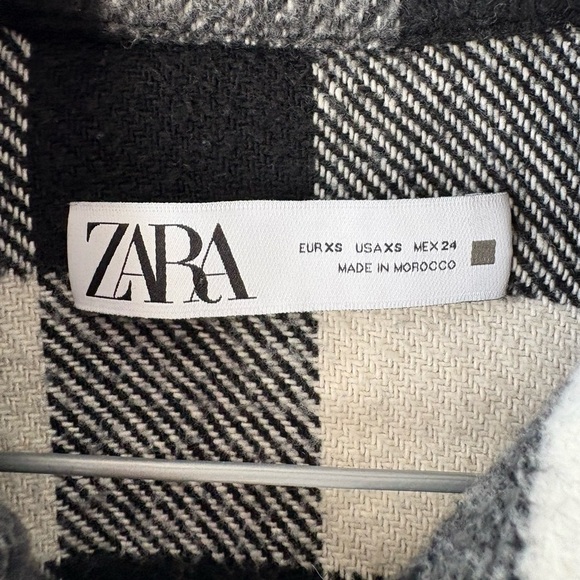 ZARA
EUR XS USA XS MEX 24
MADE IN MOROCCO